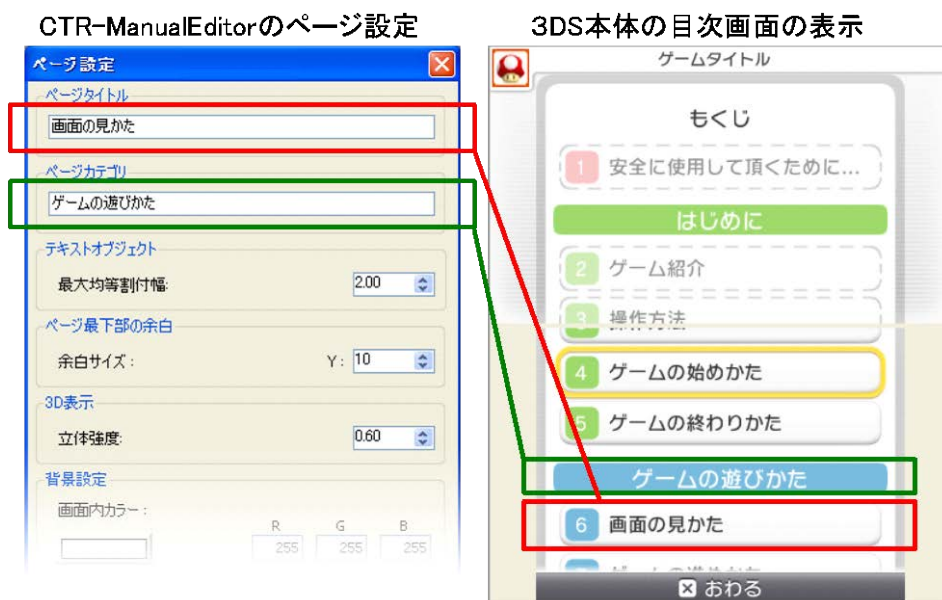 CTR-ManualEditorのページ設定
3DS本体の目次画面の表示
ページ設定
ページタイトル
画面の見かた
ページカテゴリ
ゲームの遊びかた
テキストオブジェクト
最大均等割付幅:
2.00
ページ最下部の余白
余白サイズ :
Y :
10
3D表示
立体強度:
0.60
背景設定
画面内カラー :
R G B
255 255 255
ゲームタイトル
もくじ
1 安全に使用して頂くために...
はじめに
2 ゲーム紹介
3 操作方法
4 ゲームの始めかた
5 ゲームの終わりかた
ゲームの遊びかた
6 画面の見かた
おわる